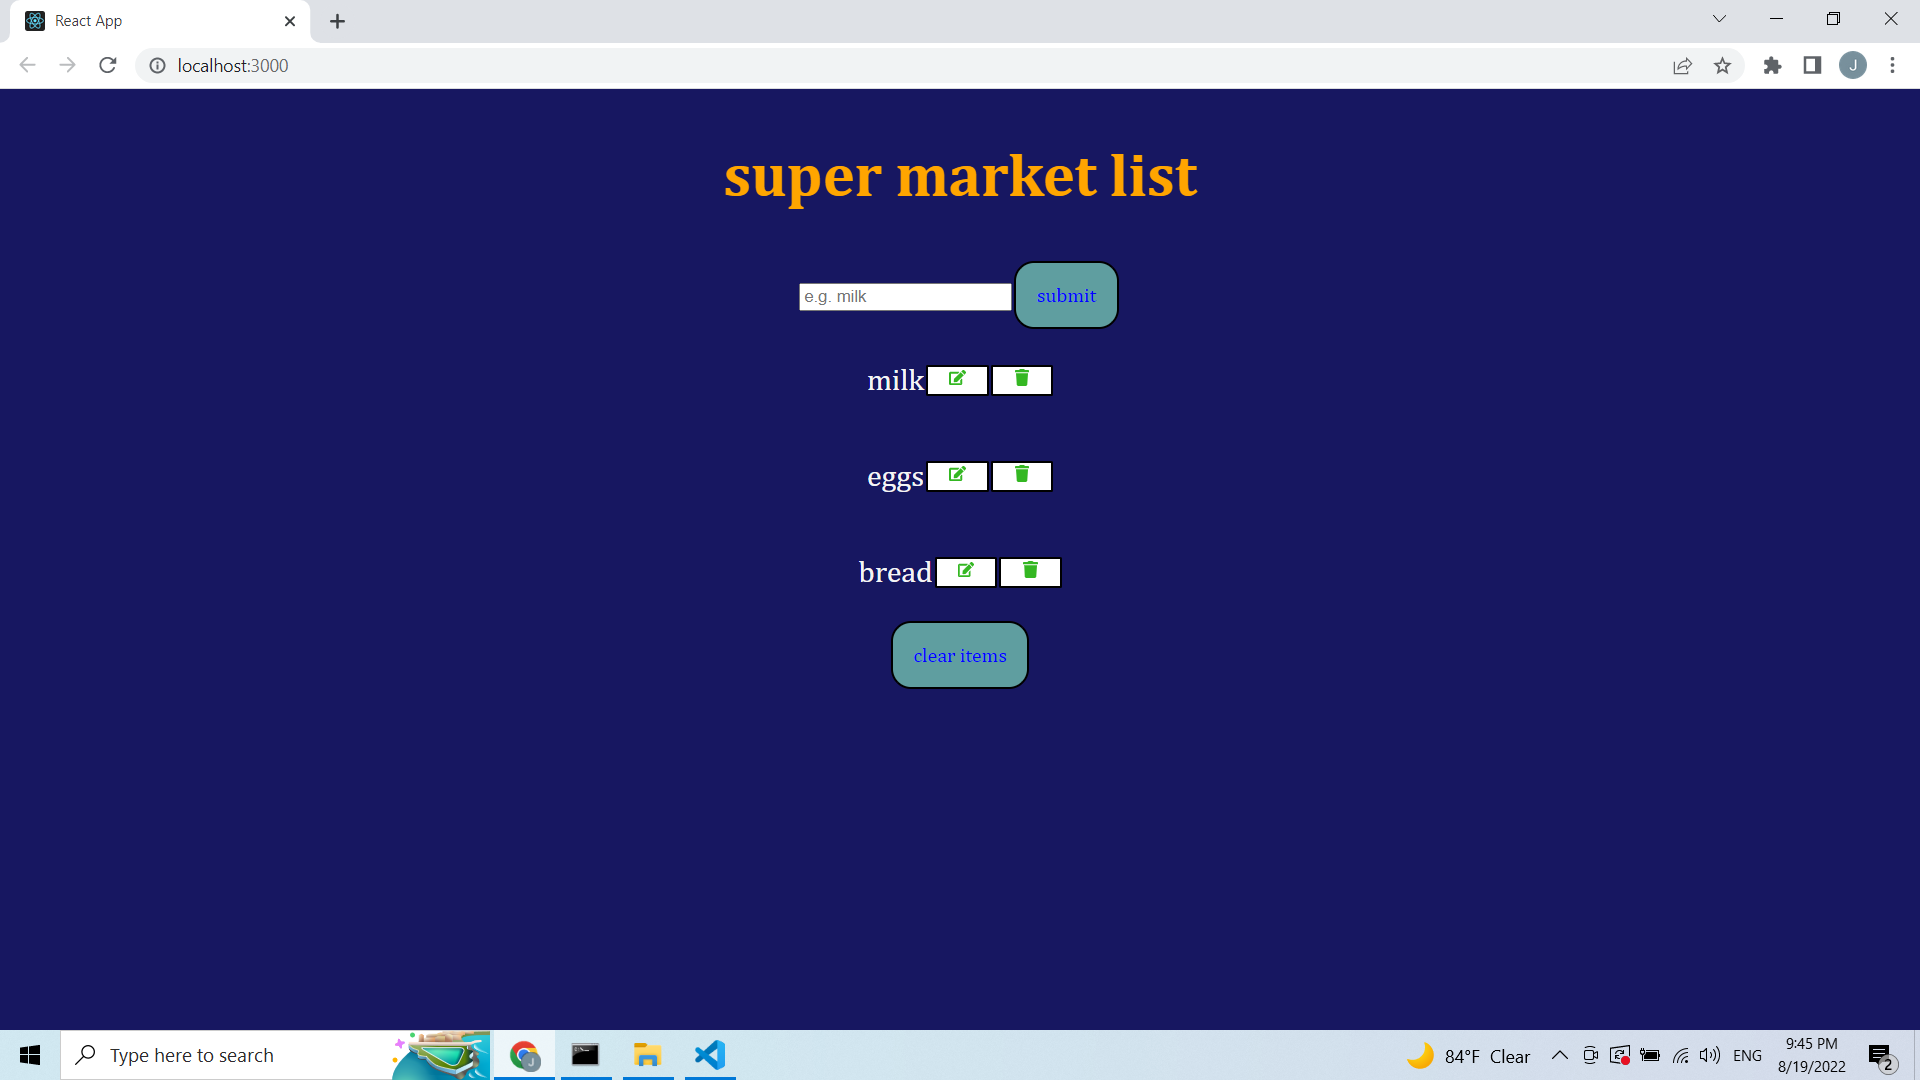 React App
localhost:3000
J
super market list
e.g. milk
submit
milk
eggs
bread
clear items
Type here to search
J
84°F Clear
ENG
9:45 PM
8/19/2022
2